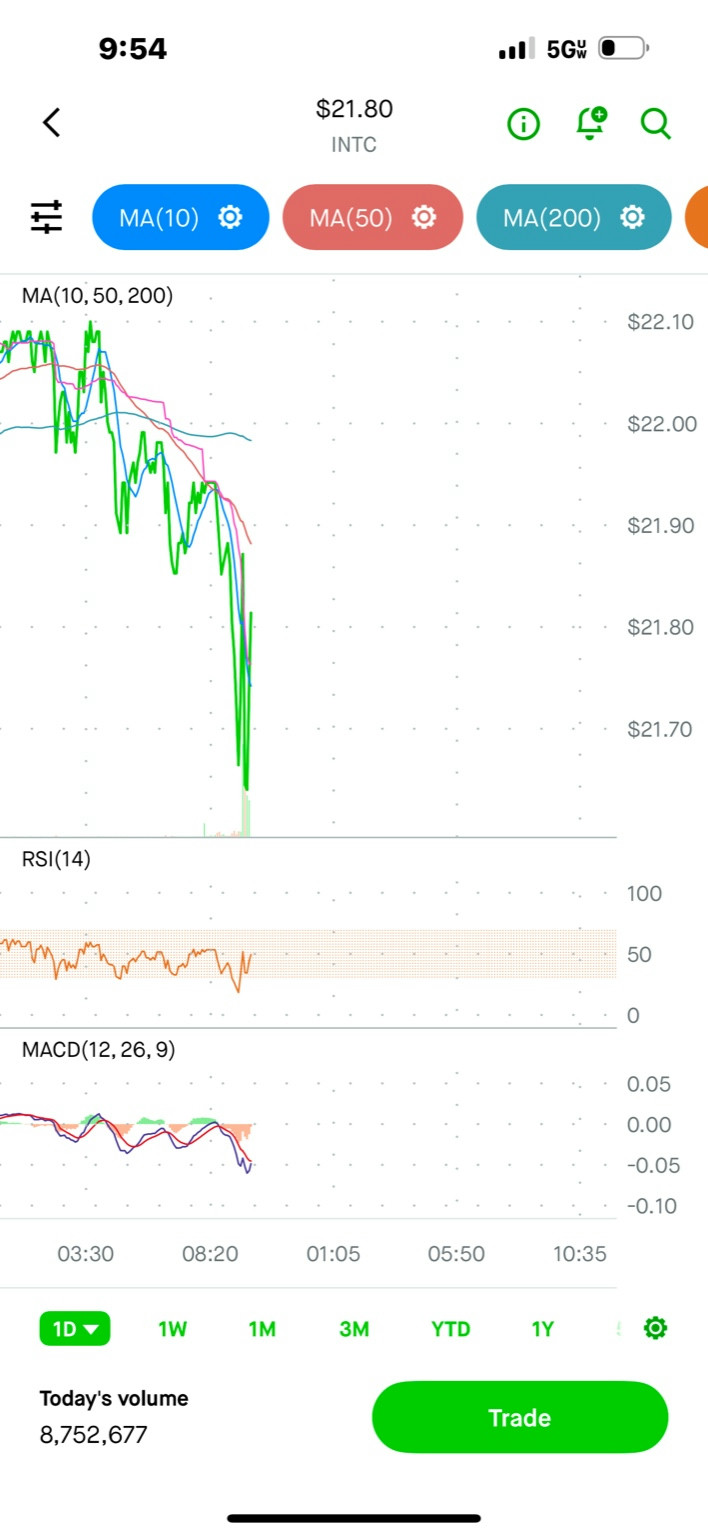 9:54
5GUW
$21.80
INTC
MA(10)
MA(50)
MA(200)
MA(10, 50, 200)
$22.10
$22.00
$21.90
$21.80
$21.70
RSI(14)
100
50
0
MACD(12, 26, 9)
0.05
0.00
-0.05
-0.10
03:30 08:20 01:05 05:50 10:35
1D 1W 1M 3M YTD 1Y
Today's volume
8,752,677
Trade